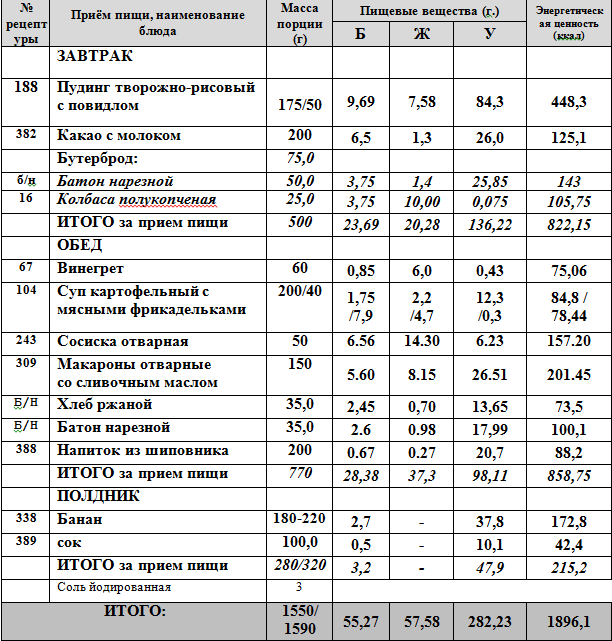 № рецептуры | Приём пищи, наименование блюда | Масса порции (г) | Пищевые вещества (г.) | Энергетическая ценность (ккал)
Б | Ж | У
ЗАВТРАК
188 | Пудинг творожно-рисовый с повидлом | 175/50 | 9,69 | 7,58 | 84,3 | 448,3
382 | Какао с молоком | 200 | 6,5 | 1,3 | 26,0 | 125,1
Бутерброд: | 75,0
б/н | Батон нарезной | 50,0 | 3,75 | 1,4 | 25,85 | 143
16 | Колбаса полукопченая | 25,0 | 3,75 | 10,00 | 0,075 | 105,75
ИТОГО за прием пищи | 500 | 23,69 | 20,28 | 136,22 | 822,15
ОБЕД
67 | Винегрет | 60 | 0,85 | 6,0 | 0,43 | 75,06
104 | Суп картофельный с мясными фрикадельками | 200/40 | 1,75 /7,9 | 2,2 /4,7 | 12,3 /0,3 | 84,8 / 78,44
243 | Сосиска отварная | 50 | 6.56 | 14.30 | 6.23 | 157.20
309 | Макароны отварные со сливочным маслом | 150 | 5.60 | 8.15 | 26.51 | 201.45
Б/Н | Хлеб ржаной | 35,0 | 2,45 | 0,70 | 13,65 | 73,5
Б/Н | Батон нарезной | 35,0 | 2.6 | 0.98 | 17,99 | 100,1
388 | Напиток из шиповника | 200 | 0.67 | 0.27 | 20,7 | 88,2
ИТОГО за прием пищи | 770 | 28,38 | 37,3 | 98,11 | 858,75
ПОЛДНИК
338 | Банан | 180-220 | 2,7 | - | 37,8 | 172,8
389 | сок | 100,0 | 0,5 | - | 10,1 | 42,4
ИТОГО за прием пищи | 280/320 | 3,2 | - | 47,9 | 215,2
Соль йодированная | 3
ИТОГО: | 1550/ 1590 | 55,27 | 57,58 | 282,23 | 1896,1